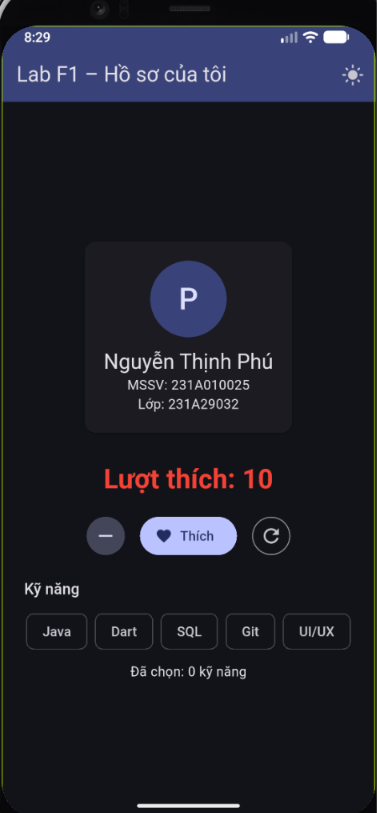 8:29
Lab F1 – Hồ sơ của tôi
P
Nguyễn Thịnh Phú
MSSV: 231A010025
Lớp: 231A29032
Lượt thích: 10
Thích
Kỹ năng
Java Dart SQL Git UI/UX
Đã chọn: 0 kỹ năng